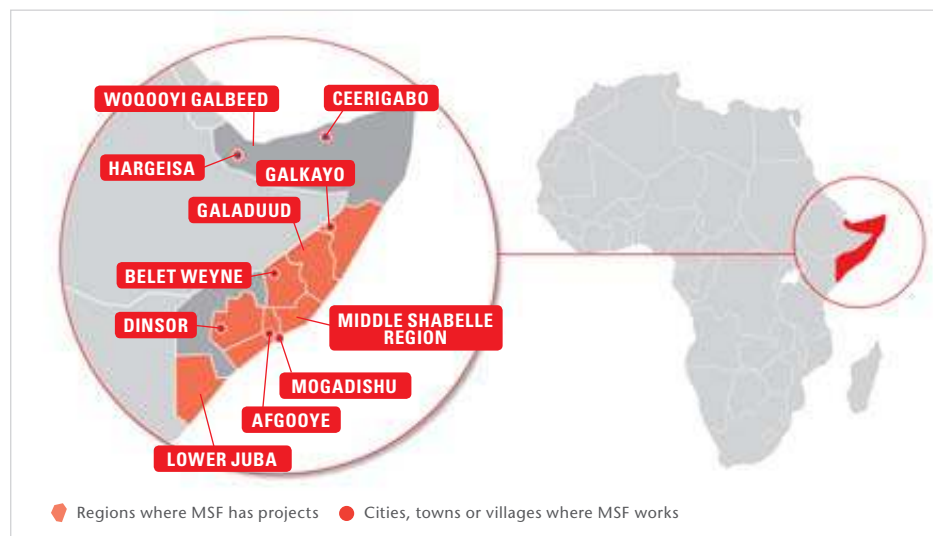 WOQOOYI GALBEED
CEERIGABO
HARGEISA
GALKAYO
GALADUUD
BELET WEYNE
DINSOR
MIDDLE SHABELLE
REGION
MOGADISHU
AFGOOYE
LOWER JUBA
Regions where MSF has projects
Cities, towns or villages where MSF works